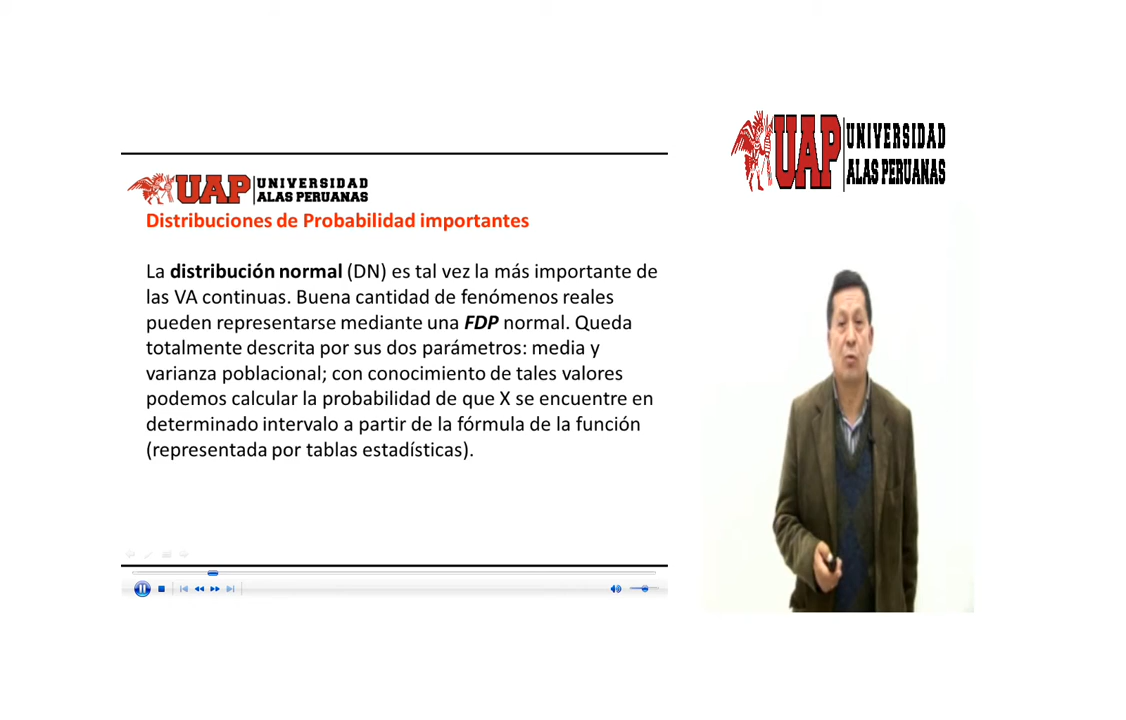 UAP UNIVERSIDAD
ALAS PERUANAS
UAP UNIVERSIDAD
ALAS PERUANAS
Distribuciones de Probabilidad importantes
La distribución normal (DN) es tal vez la más importante de
las VA continuas. Buena cantidad de fenómenos reales
pueden representarse mediante una FDP normal. Queda
totalmente descrita por sus dos parámetros: media y
varianza poblacional; con conocimiento de tales valores
podemos calcular la probabilidad de que X se encuentre en
determinado intervalo a partir de la fórmula de la función
(representada por tablas estadísticas).